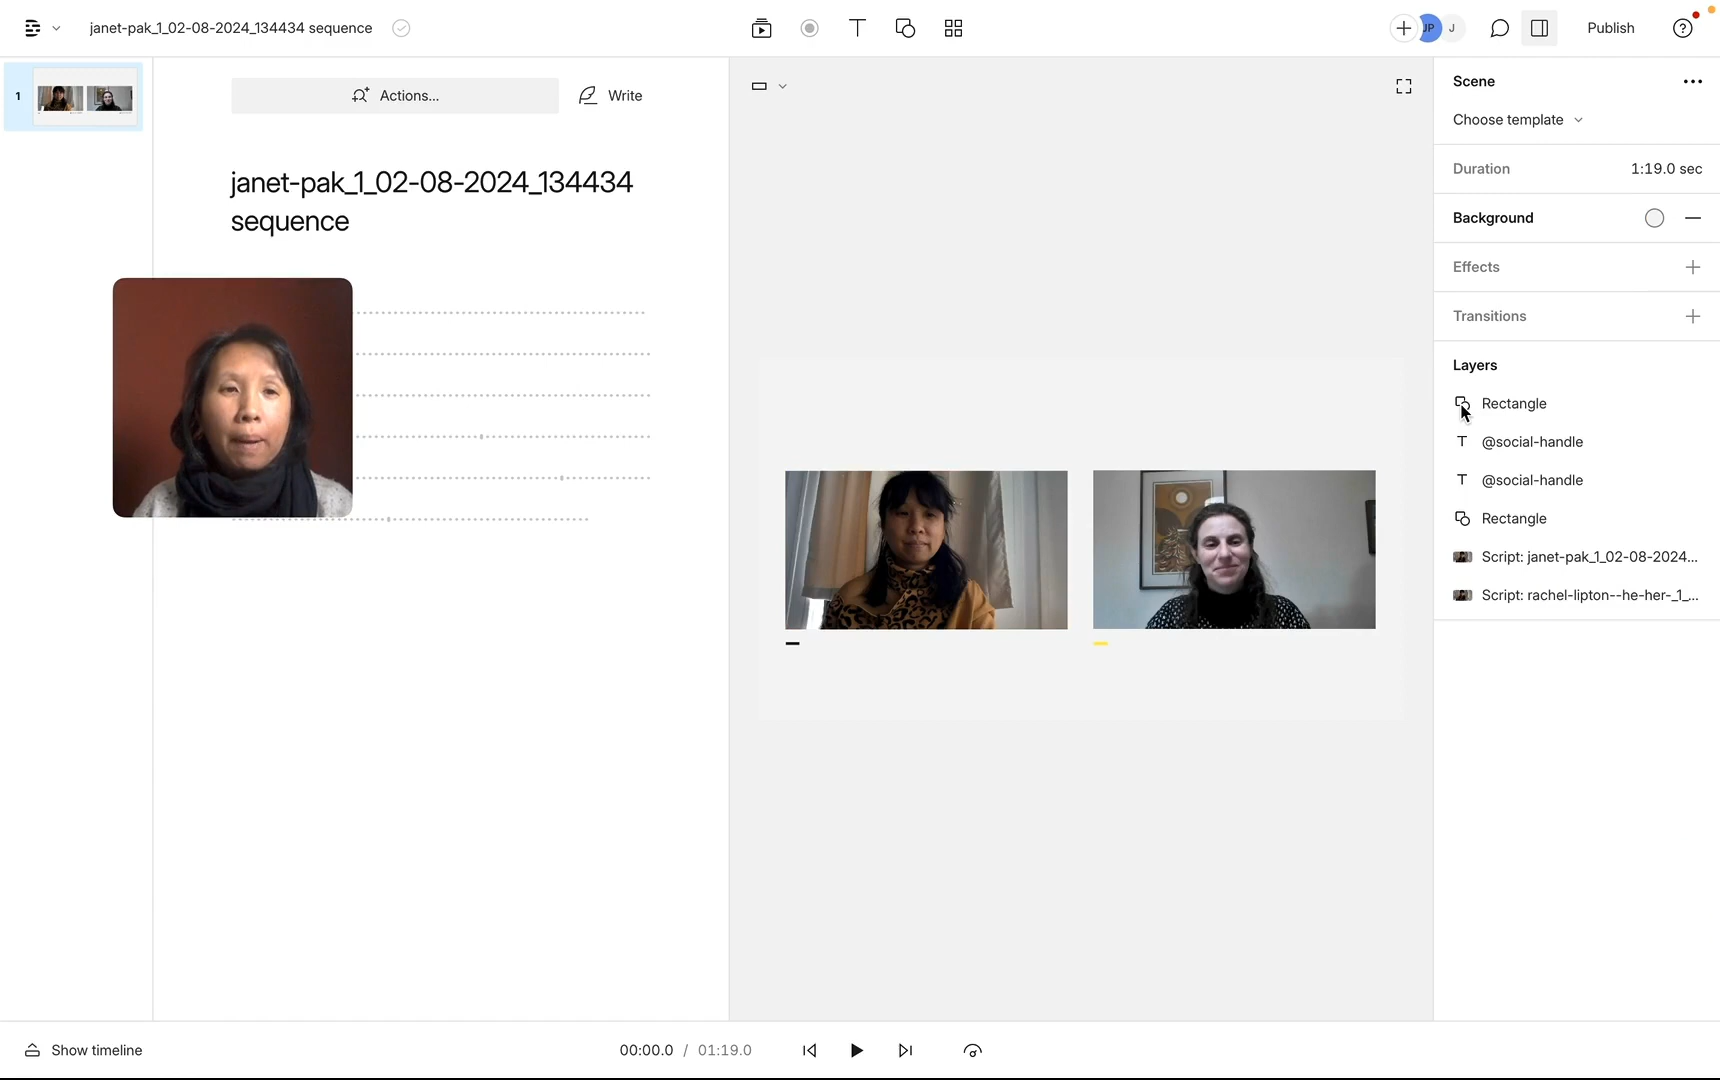 janet-pak_1_02-08-2024_134434 sequence
JP
J
Publish
1
Actions...
Write
janet-pak_1_02-08-2024_134434
sequence
Scene
Choose template
Duration 1:19.0 sec
Background
Effects
Transitions
Layers
Rectangle
@social-handle
@social-handle
Rectangle
Script: janet-pak_1_02-08-2024...
Script: rachel-lipton--he-her-_1_...
Show timeline
00:00.0 / 01:19.0